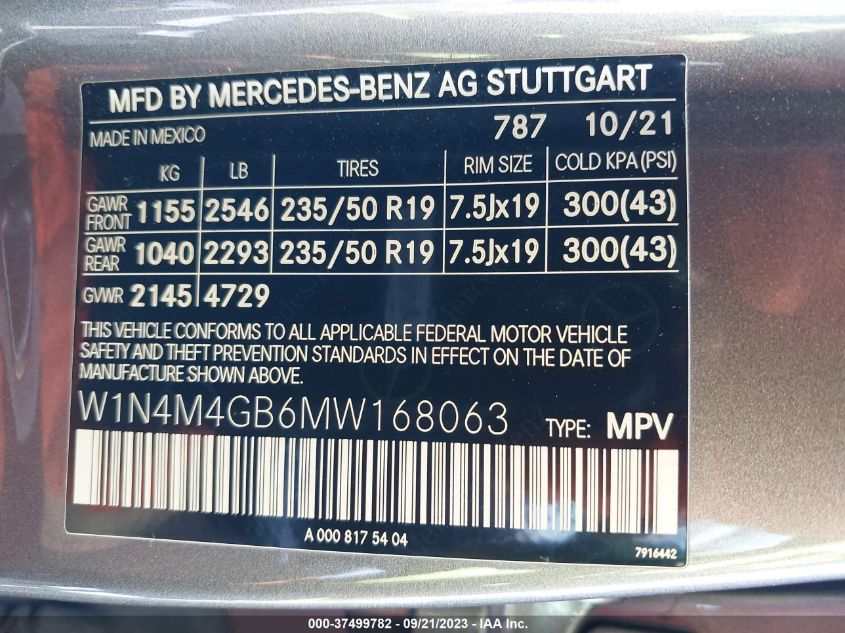 MFD BY MERCEDES-BENZ AG STUTTGART
MADE IN MEXICO 787 10/21
KG LB TIRES RIM SIZE COLD KPA (PSI)
GAWR FRONT 1155 2546 235/50 R19 7.5Jx19 300(43)
GAWR REAR 1040 2293 235/50 R19 7.5Jx19 300(43)
GVWR 2145 4729
THIS VEHICLE CONFORMS TO ALL APPLICABLE FEDERAL MOTOR VEHICLE
SAFETY AND THEFT PREVENTION STANDARDS IN EFFECT ON THE DATE OF
MANUFACTURE SHOWN ABOVE.
W1N4M4GB6MW168063 TYPE: MPV
A 000 817 54 04
7916442
000-37499782 - 09/21/2023 - IAA Inc.